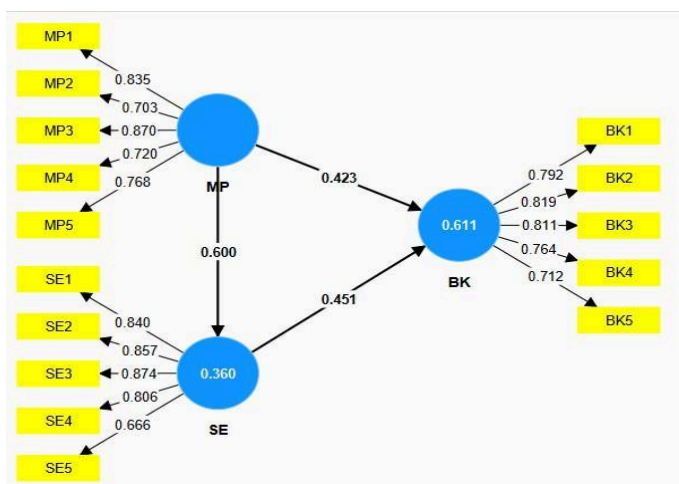 MP1
0.835
MP2
0.703
MP3
0.870
MP4
0.720
MP5
0.768
MP
0.600
0.423
SE1
0.840
SE2
0.857
SE3
0.874
SE4
0.806
SE5
0.666
0.360
SE
0.451
0.611
BK
BK1
0.792
BK2
0.819
BK3
0.811
BK4
0.764
BK5
0.712